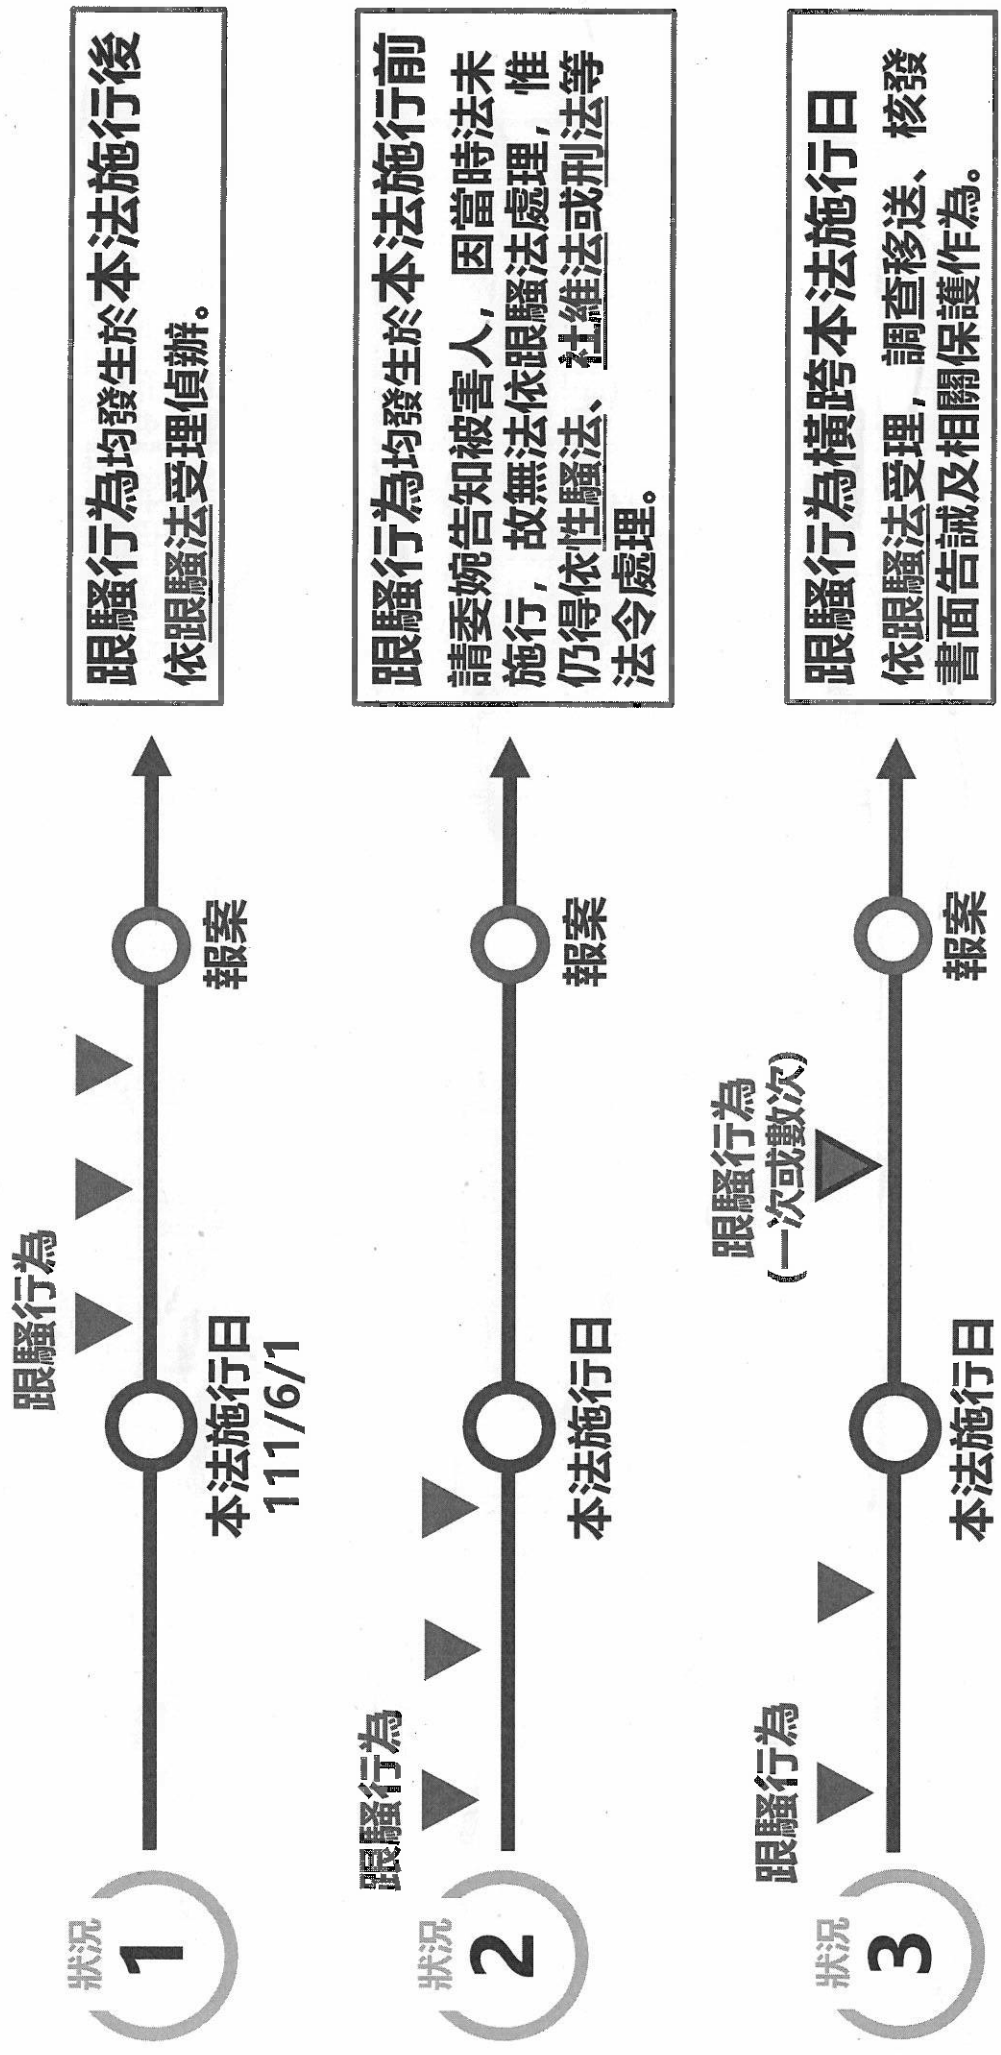 狀況
1
跟騷行為
本法施行日
111/6/1
報案
跟騷行為均發生於本法施行後
依跟騷法受理偵辦。
狀況
2
跟騷行為
本法施行日
報案
跟騷行為均發生於本法施行前
請委婉告知被害人，因當時法未
施行，故無法依跟騷法處理，惟
仍得依性騷法、社維法或刑法等
法令處理。
狀況
3
跟騷行為
本法施行日
跟騷行為
(一次或數次)
報案
跟騷行為橫跨本法施行日
依跟騷法受理，調查移送、核發
書面告誡及相關保護作為。